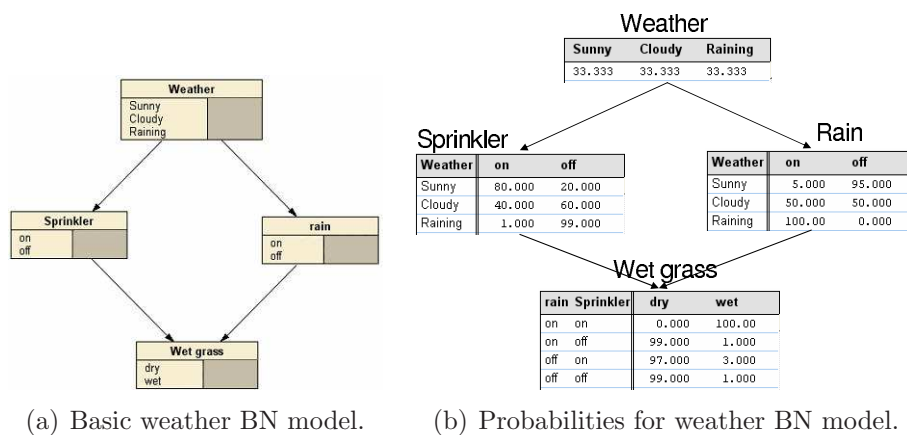 Weather
Sunny
Cloudy
Raining
Sprinkler
on
off
rain
on
off
Wet grass
dry
wet
(a) Basic weather BN model.
Weather
Sunny Cloudy Raining
33.333 33.333 33.333
Sprinkler
Weather on off
Sunny 80.000 20.000
Cloudy 40.000 60.000
Raining 1.000 99.000
Rain
Weather on off
Sunny 5.000 95.000
Cloudy 50.000 50.000
Raining 100.00 0.000
Wet grass
rain Sprinkler dry wet
on on 0.000 100.00
on off 99.000 1.000
off on 97.000 3.000
off off 99.000 1.000
(b) Probabilities for weather BN model.